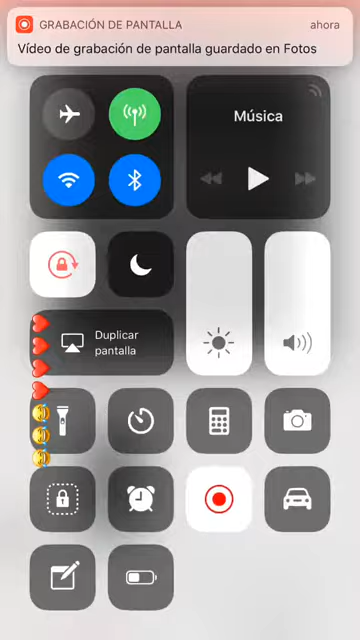 GRABACIÓN DE PANTALLA
ahora
Vídeo de grabación de pantalla guardado en Fotos
Música
Duplicar
pantalla